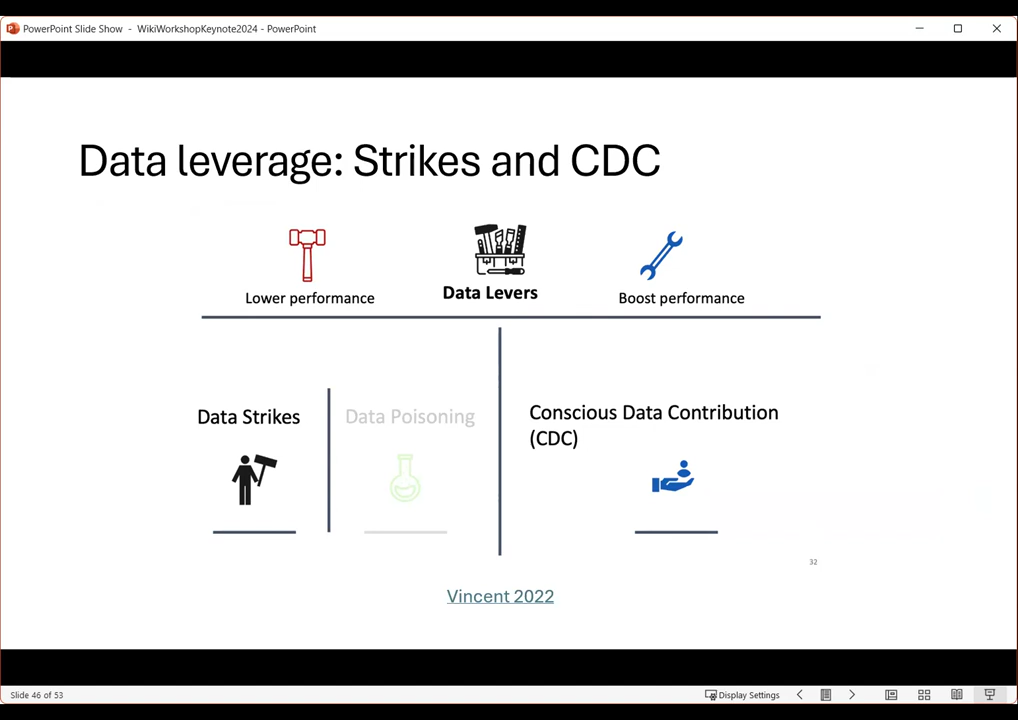 PowerPoint Slide Show - WikiWorkshopKeynote2024 - PowerPoint
Data leverage: Strikes and CDC
Lower performance
Data Levers
Boost performance
Data Strikes
Data Poisoning
Conscious Data Contribution
(CDC)
32
Vincent 2022
Slide 46 of 53
Display Settings